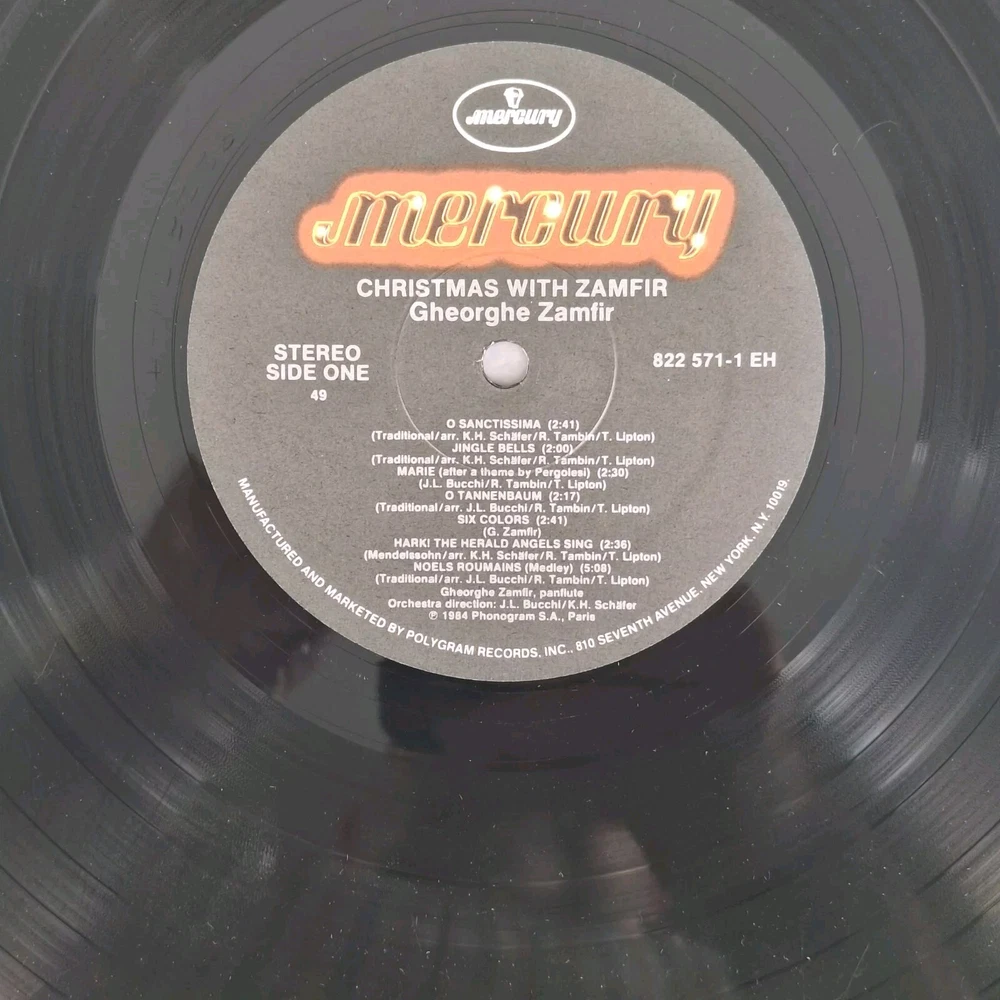 mercury
mercury
CHRISTMAS WITH ZAMFIR
Gheorghe Zamfir
STEREO
SIDE ONE
49
822 571-1 EH
O SANCTISSIMA (2:41)
(Traditional/arr. K.H. Schäfer/R. Tambin/T. Lipton)
JINGLE BELLS (2:00)
(Traditional/arr. K.H. Schäfer/R. Tambin/T. Lipton)
MARIE (after a theme by Pergolesi) (2:30)
(J.L. Bucchi/R. Tambin/T. Lipton)
O TANNENBAUM (2:17)
(Traditional/arr. J.L. Bucchi/R. Tambin/T. Lipton)
SIX COLORS (2:41)
(G. Zamfir)
HARK! THE HERALD ANGELS SING (2:36)
(Mendelssohn/arr. K.H. Schäfer/R. Tambin/T. Lipton)
NOELS ROUMAINS (Medley) (5:08)
(Traditional/arr. J.L. Bucchi/R. Tambin/T. Lipton)
Gheorghe Zamfir, panflute
Orchestra direction: J.L. Bucchi/K.H. Schäfer
℗ 1984 Phonogram S.A., Paris
MANUFACTURED AND MARKETED BY POLYGRAM RECORDS, INC., 810 SEVENTH AVENUE, NEW YORK, N.Y. 10019.